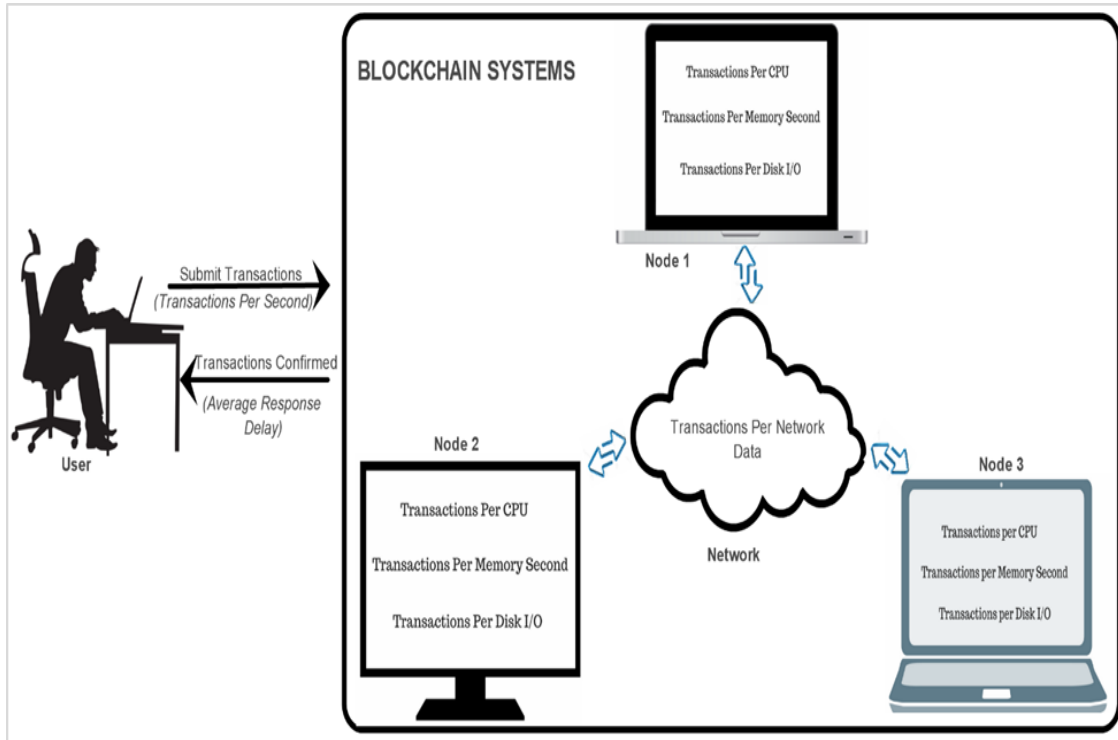 BLOCKCHAIN SYSTEMS
Transactions Per CPU
Transactions Per Memory Second
Transactions Per Disk I/O
Node 1
Submit Transactions
(Transactions Per Second)
Transactions Confirmed
(Average Response
Delay)
User
Transactions Per Network
Data
Network
Node 2
Transactions Per CPU
Transactions Per Memory Second
Transactions Per Disk I/O
Node 3
Transactions per CPU
Transactions per Memory Second
Transactions per Disk I/O